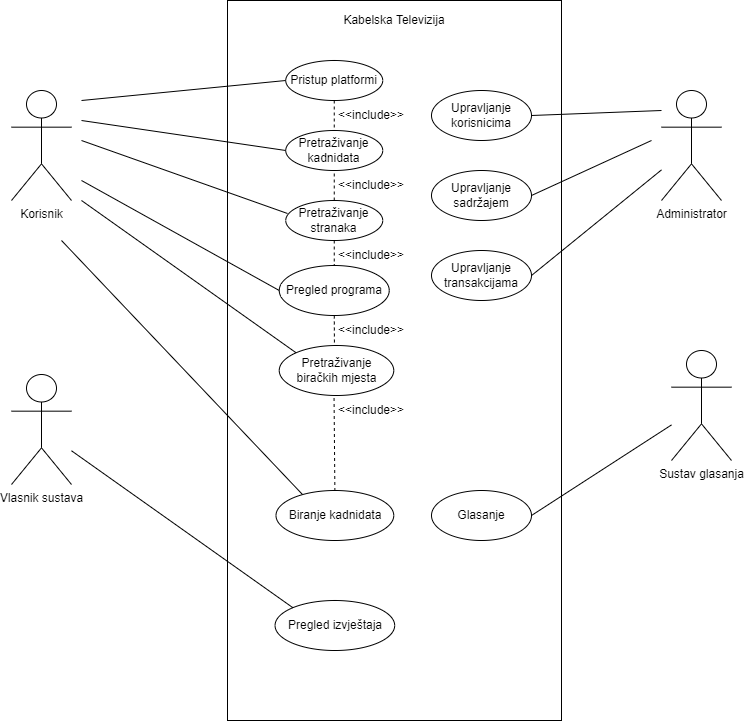 Kabelska Televizija
Pristup platformi
<<include>>
Upravljanje
korisnicima
Pretraživanje
kadnidata
<<include>>
Upravljanje
sadržajem
Korisnik
Administrator
Pretraživanje
stranaka
<<include>>
Upravljanje
transakcijama
Pregled programa
<<include>>
Pretraživanje
biračkih mjesta
<<include>>
Sustav glasanja
Vlasnik sustava
Biranje kadnidata
Glasanje
Pregled izvještaja